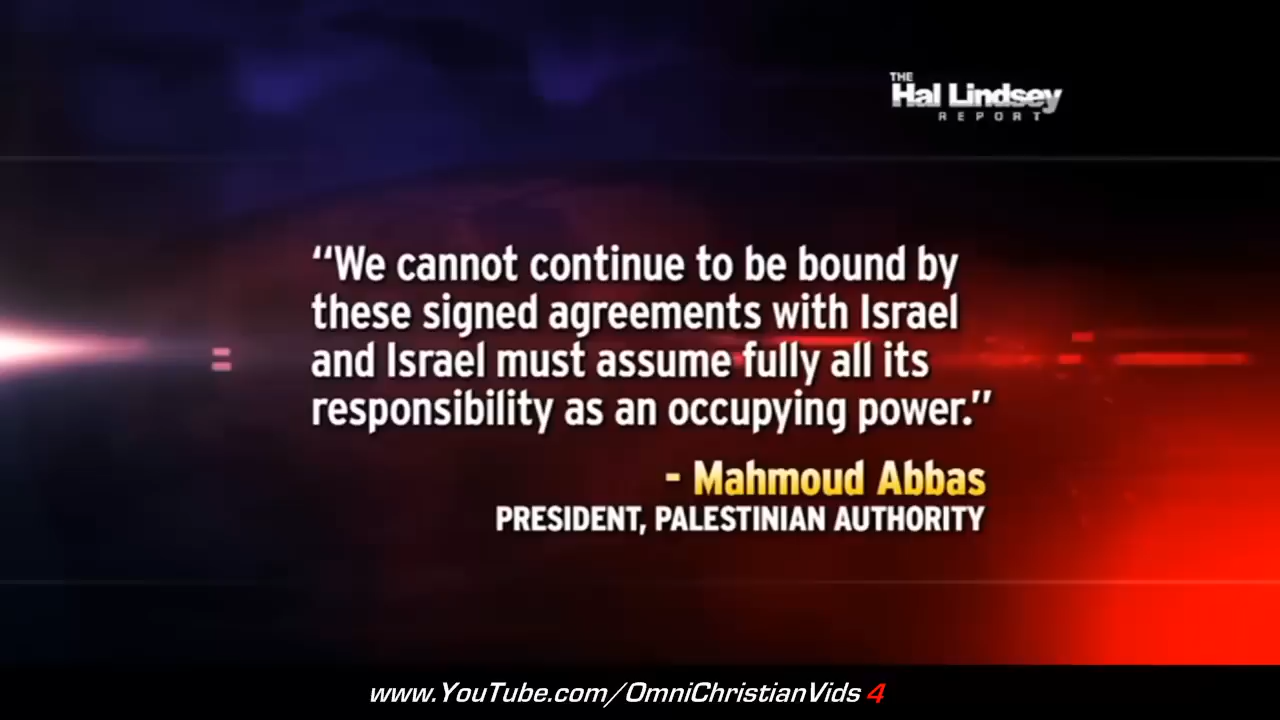 THE
Hal Lindsey
REPORT
“We cannot continue to be bound by
these signed agreements with Israel
and Israel must assume fully all its
responsibility as an occupying power.”
- Mahmoud Abbas
PRESIDENT, PALESTINIAN AUTHORITY
www.YouTube.com/OmniChristianVids 4